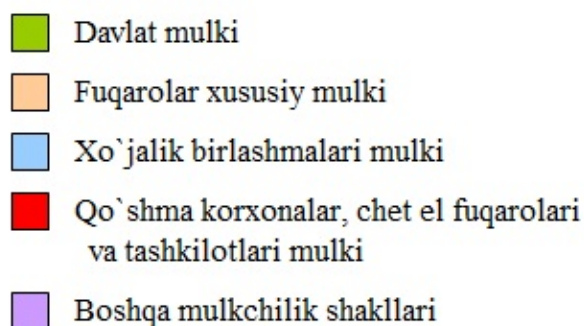 Davlat mulki
Fuqarolar xususiy mulki
Xo`jalik birlashmalari mulki
Qo`shma korxonalar, chet el fuqarolari
va tashkilotlari mulki
Boshqa mulkchilik shakllari